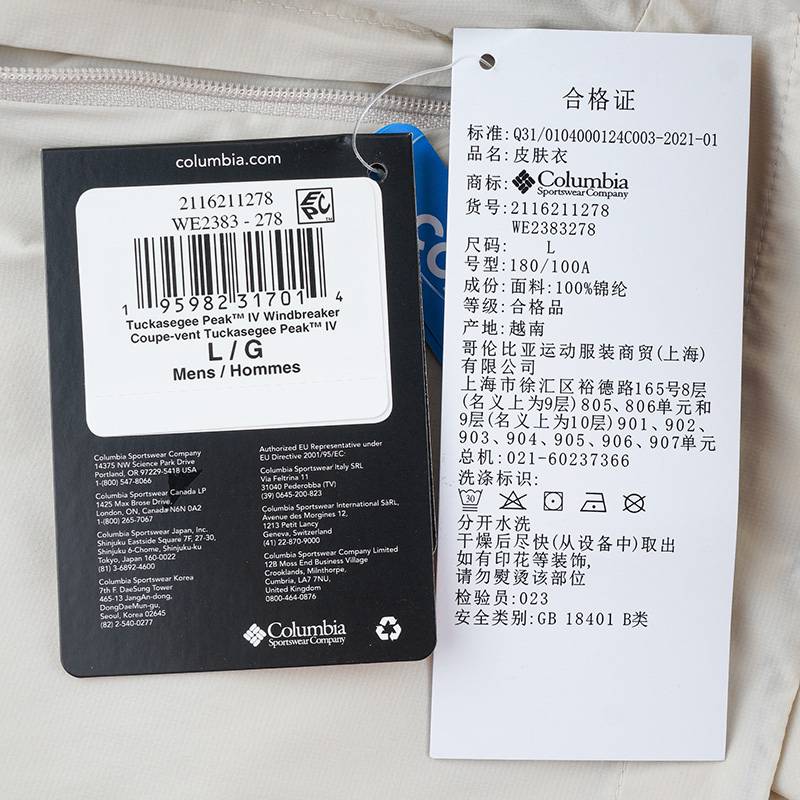 columbia.com
2116211278
WE2383 - 278
EPC
1 95982 31701 4
Tuckasegee Peak™ IV Windbreaker
Coupe-vent Tuckasegee Peak™ IV
L / G
Mens / Hommes
Columbia Sportswear Company
14375 NW Science Park Drive
Portland, OR 97229-5418 USA
1-(800) 547-8066
Columbia Sportswear Canada LP
1425 Max Brose Drive
London, ON, Canada N6N 0A2
1-(800) 265-7067
Columbia Sportswear Japan, Inc.
Shinjuku Eastside Square 7F, 27-30,
Shinjuku 6-Chome, Shinjuku-ku
Tokyo, Japan 160-0022
(81) 3-6892-4600
Columbia Sportswear Korea
7th F. DaeSung Tower
465-13 JangAn-dong,
DongDaeMun-gu,
Seoul, Korea 02645
(82) 2-540-0277
Authorized EU Representative under
EU Directive 2001/95/EC:
Columbia Sportswear Italy SRL
Via Feltrina 11
31040 Pederobba (TV)
(39) 0645-200-823
Columbia Sportswear International SàRL,
Avenue des Morgines 12,
1213 Petit Lancy
Geneva, Switzerland
(41) 22-870-9000
Columbia Sportswear Company Limited
12B Moss End Business Village
Crooklands, Milnthorpe,
Cumbria, LA7 7NU,
United Kingdom
0800-464-0876
Columbia
Sportswear Company
合格证
标准:Q31/0104000124C003-2021-01
品名:皮肤衣
商标:Columbia
Sportswear Company
货号:2116211278
WE2383278
尺码: L
号型:180/100A
成份:面料:100%锦纶
等级:合格品
产地:越南
哥伦比亚运动服装商贸(上海)
有限公司
上海市徐汇区裕德路165号8层
(名义上为9层)805、806单元和
9层(名义上为10层)901、902、
903、904、905、906、907单元
总机:021-60237366
洗涤标识:
30
分开水洗
干燥后尽快(从设备中)取出
如有印花等装饰,
请勿熨烫该部位
检验员:023
安全类别:GB 18401 B类